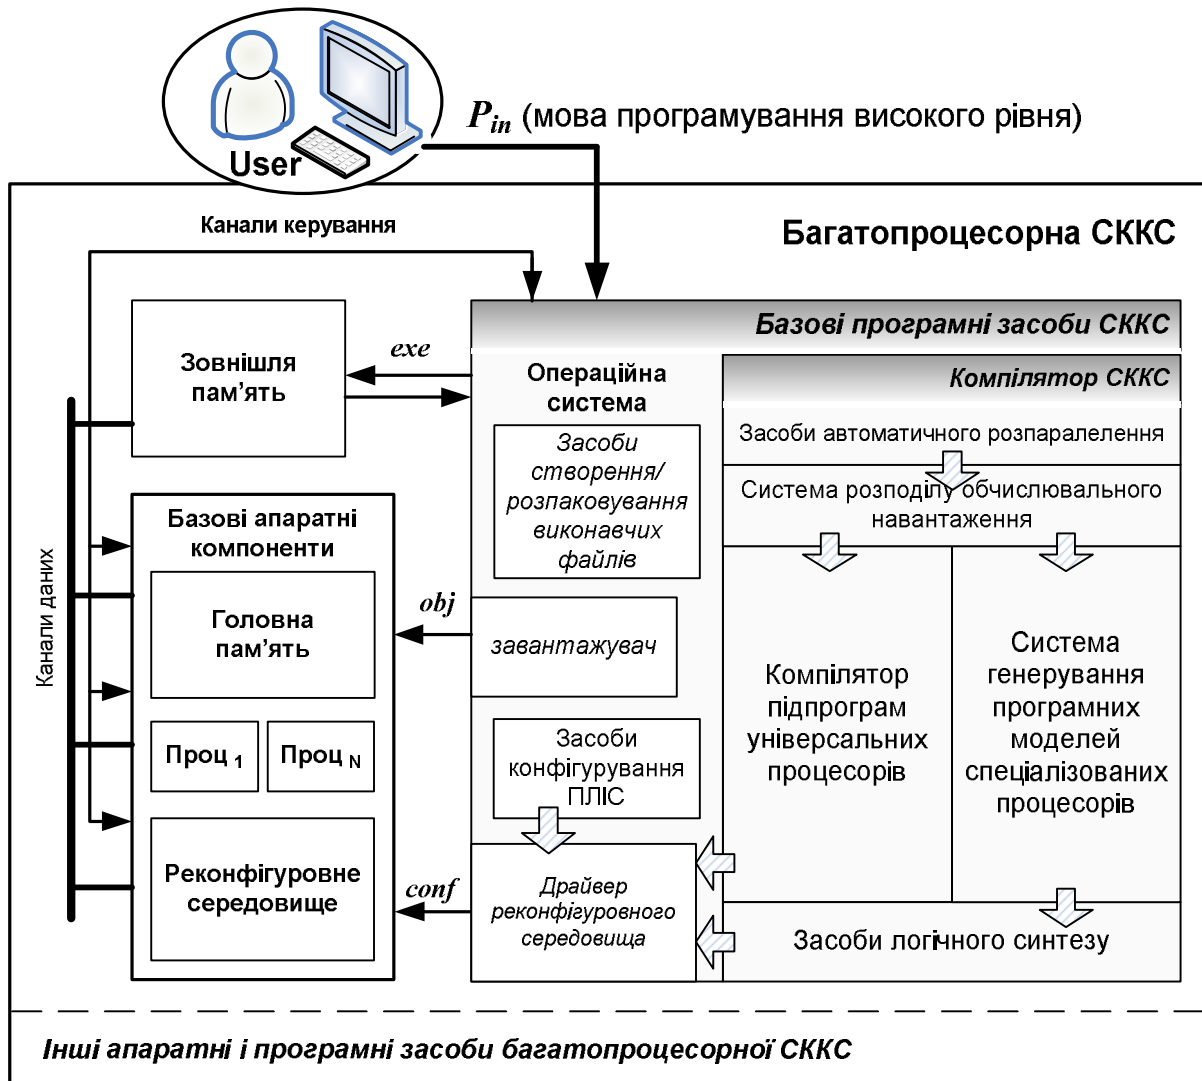 User
P_in (мова програмування високого рівня)
Канали керування
Багатопроцесорна СККС
Базові програмні засоби СККС
Зовнішля
пам’ять
exe
Операційна
система
Компілятор СККС
Засоби автоматичного розпаралелення
Засоби
створення/
розпаковування
виконавчих
файлів
Система розподілу обчислювального
навантаження
Канали даних
Базові апаратні
компоненти
Головна
пам’ять
obj
завантажувач
Компілятор
підпрограм
універсальних
процесорів
Система
генерування
програмних
моделей
спеціалізованих
процесорів
Проц 1
Проц N
Засоби
конфігурування
ПЛІС
Реконфігуровне
середовище
conf
Драйвер
реконфігуровного
середовища
Засоби логічного синтезу
Інші апаратні і програмні засоби багатопроцесорної СККС